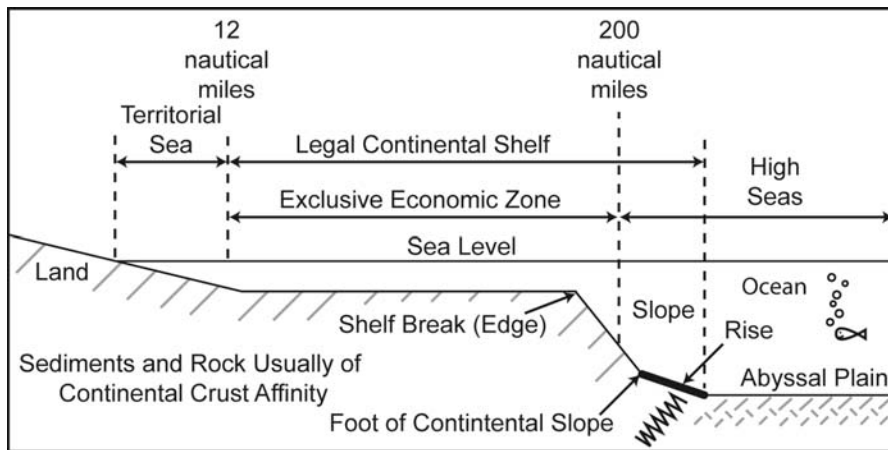 12
nautical
miles
200
nautical
miles
Territorial
Sea
Legal Continental Shelf
High
Seas
Exclusive Economic Zone
Sea Level
Land
Ocean
Slope
Shelf Break (Edge)
Rise
Sediments and Rock Usually of
Continental Crust Affinity
Abyssal Plain
Foot of Contintental Slope